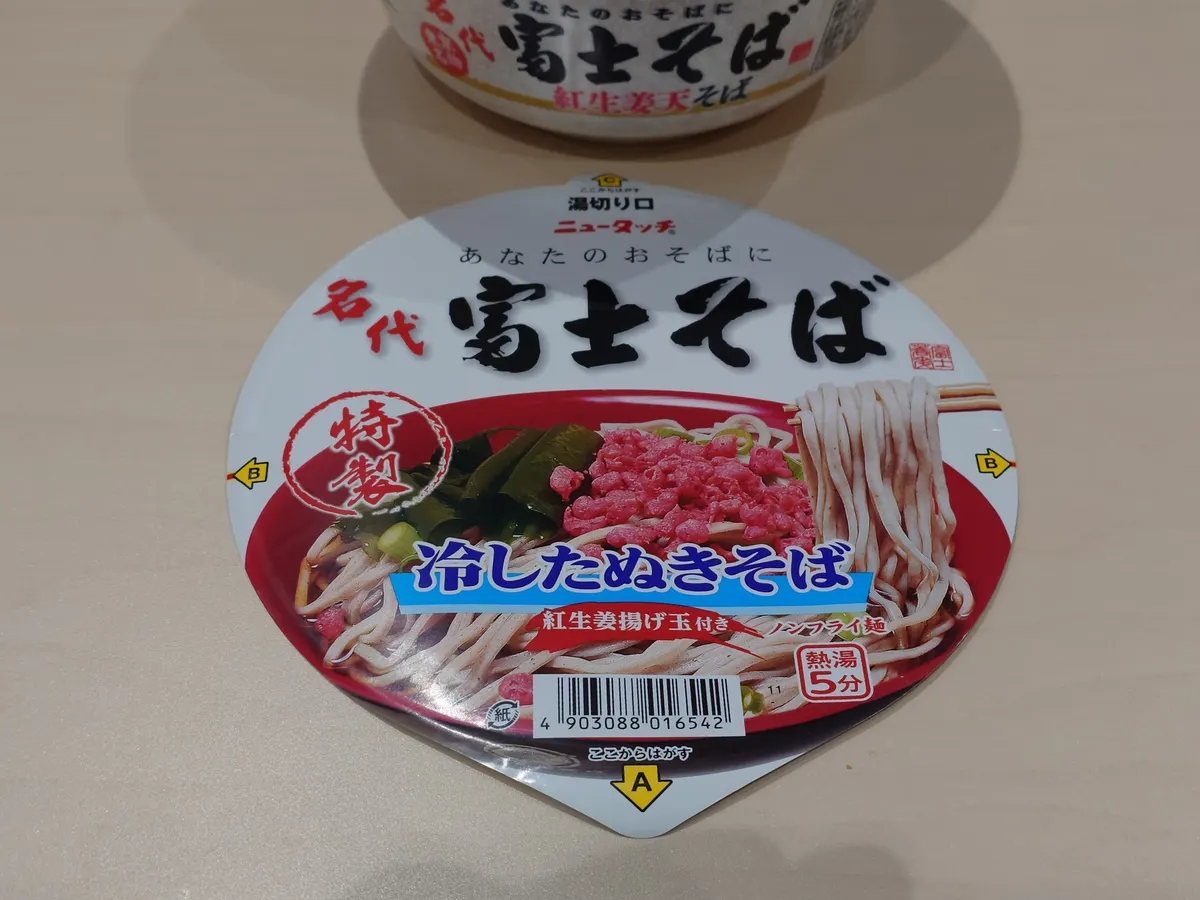 あなたのおそばに
名代 富士そば
紅生姜天そば
C
ここからはがす
湯切り口
ニュータッチ®
あなたのおそばに
名代 富士そば
特製
B
B
冷したぬきそば
紅生姜揚げ玉付き
ノンフライ麺
熱湯
5分
紙
4 903088 016542
11
ここからはがす
A